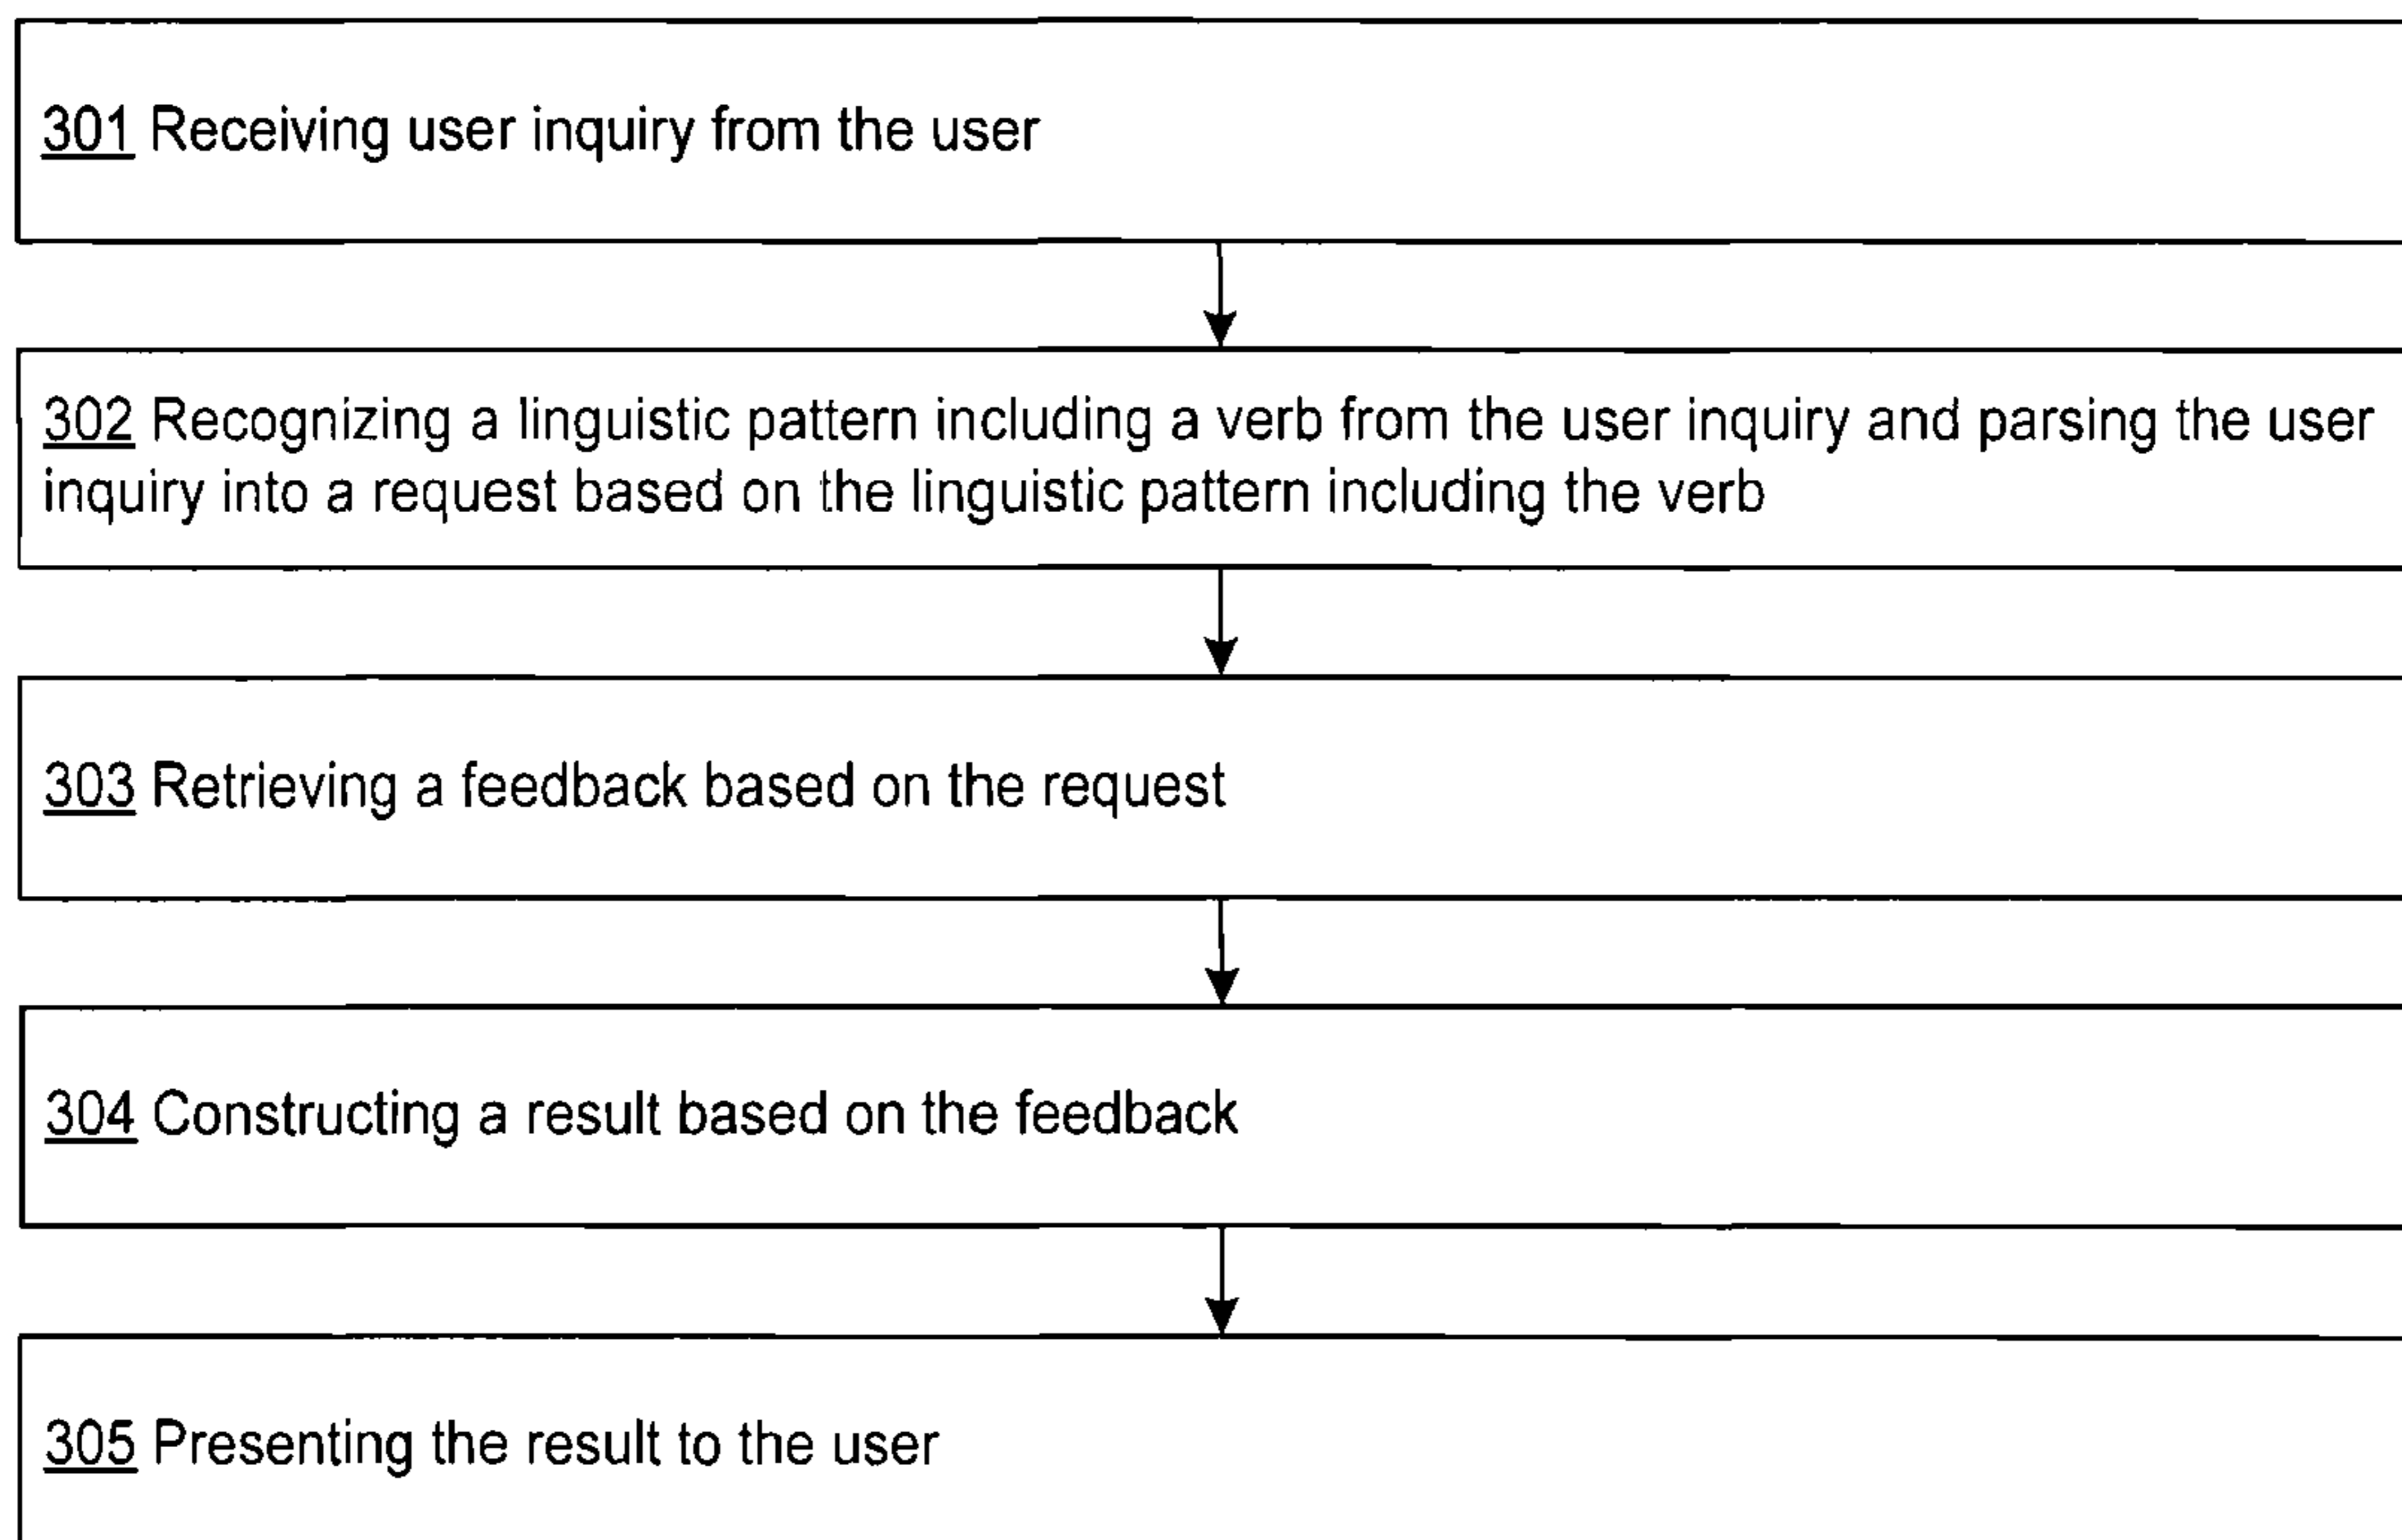 301 Receiving user inquiry from the user
302 Recognizing a linguistic pattern including a verb from the user inquiry and parsing the user
inquiry into a request based on the linguistic pattern including the verb
303 Retrieving a feedback based on the request
304 Constructing a result based on the feedback
305 Presenting the result to the user